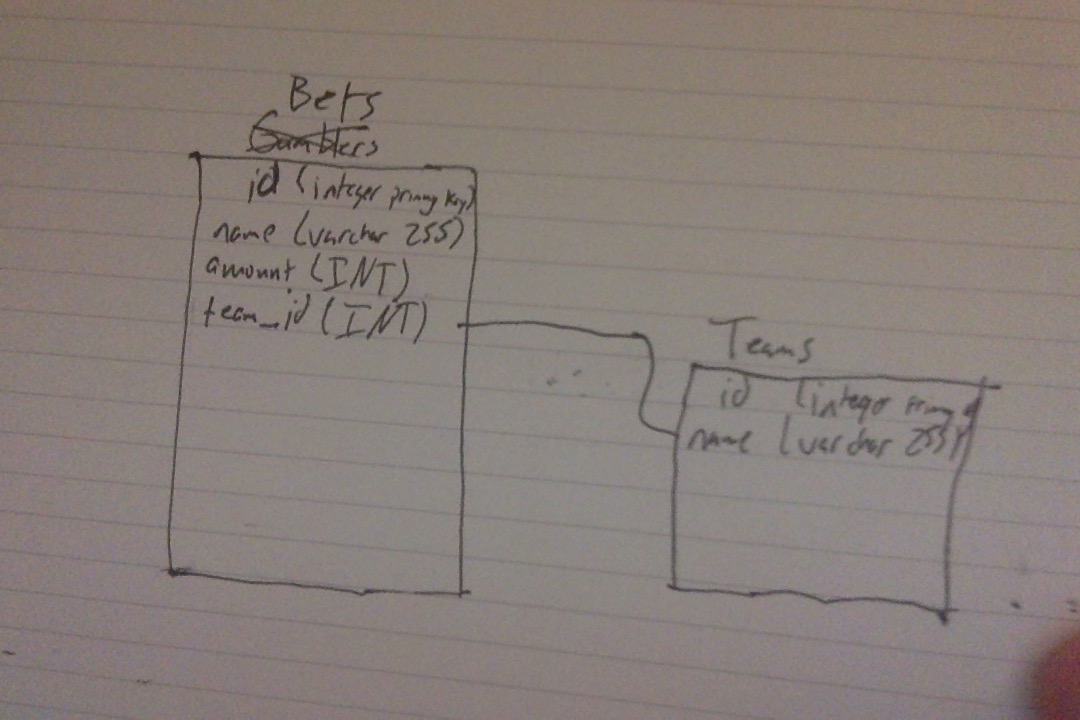 Bets
Gamblers
id (integer primary key)
name (varchar 255)
amount (INT)
team_id (INT)
Teams
id (integer primary
name (varchar 255)